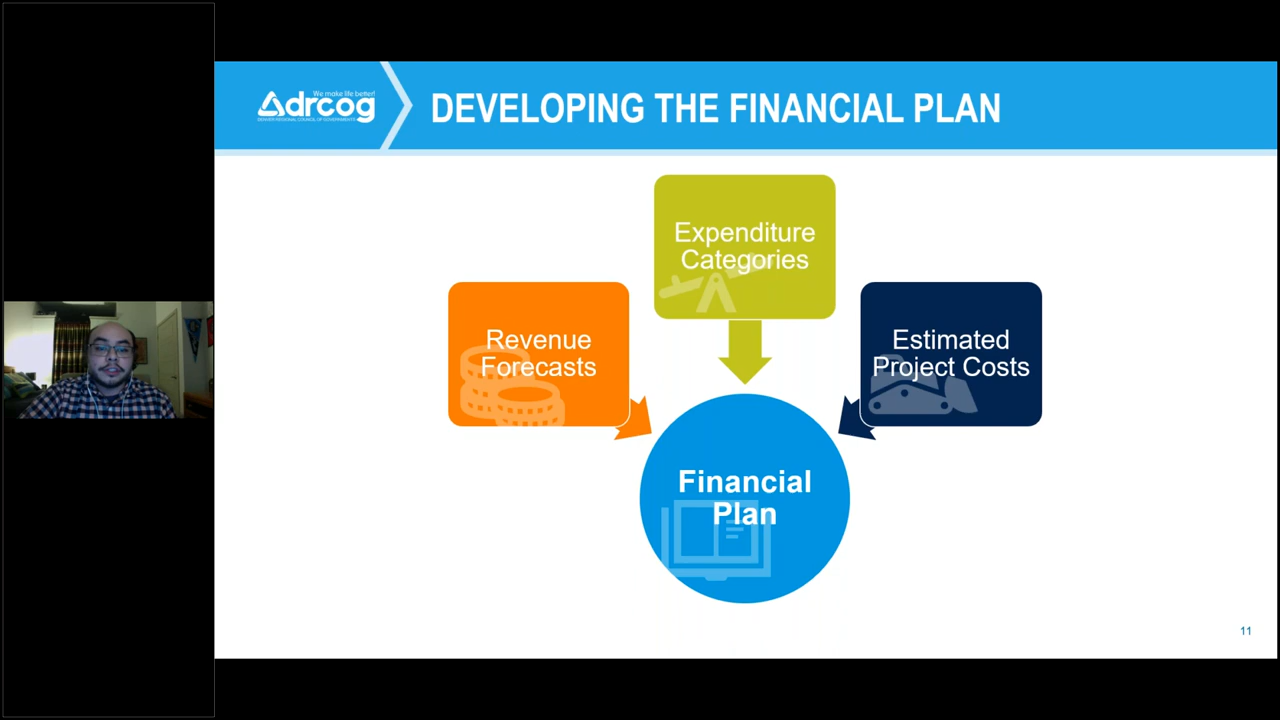 We make life better!
drcog
DENVER REGIONAL COUNCIL OF GOVERNMENTS
DEVELOPING THE FINANCIAL PLAN
Expenditure
Categories
Revenue
Forecasts
Estimated
Project Costs
Financial
Plan
11